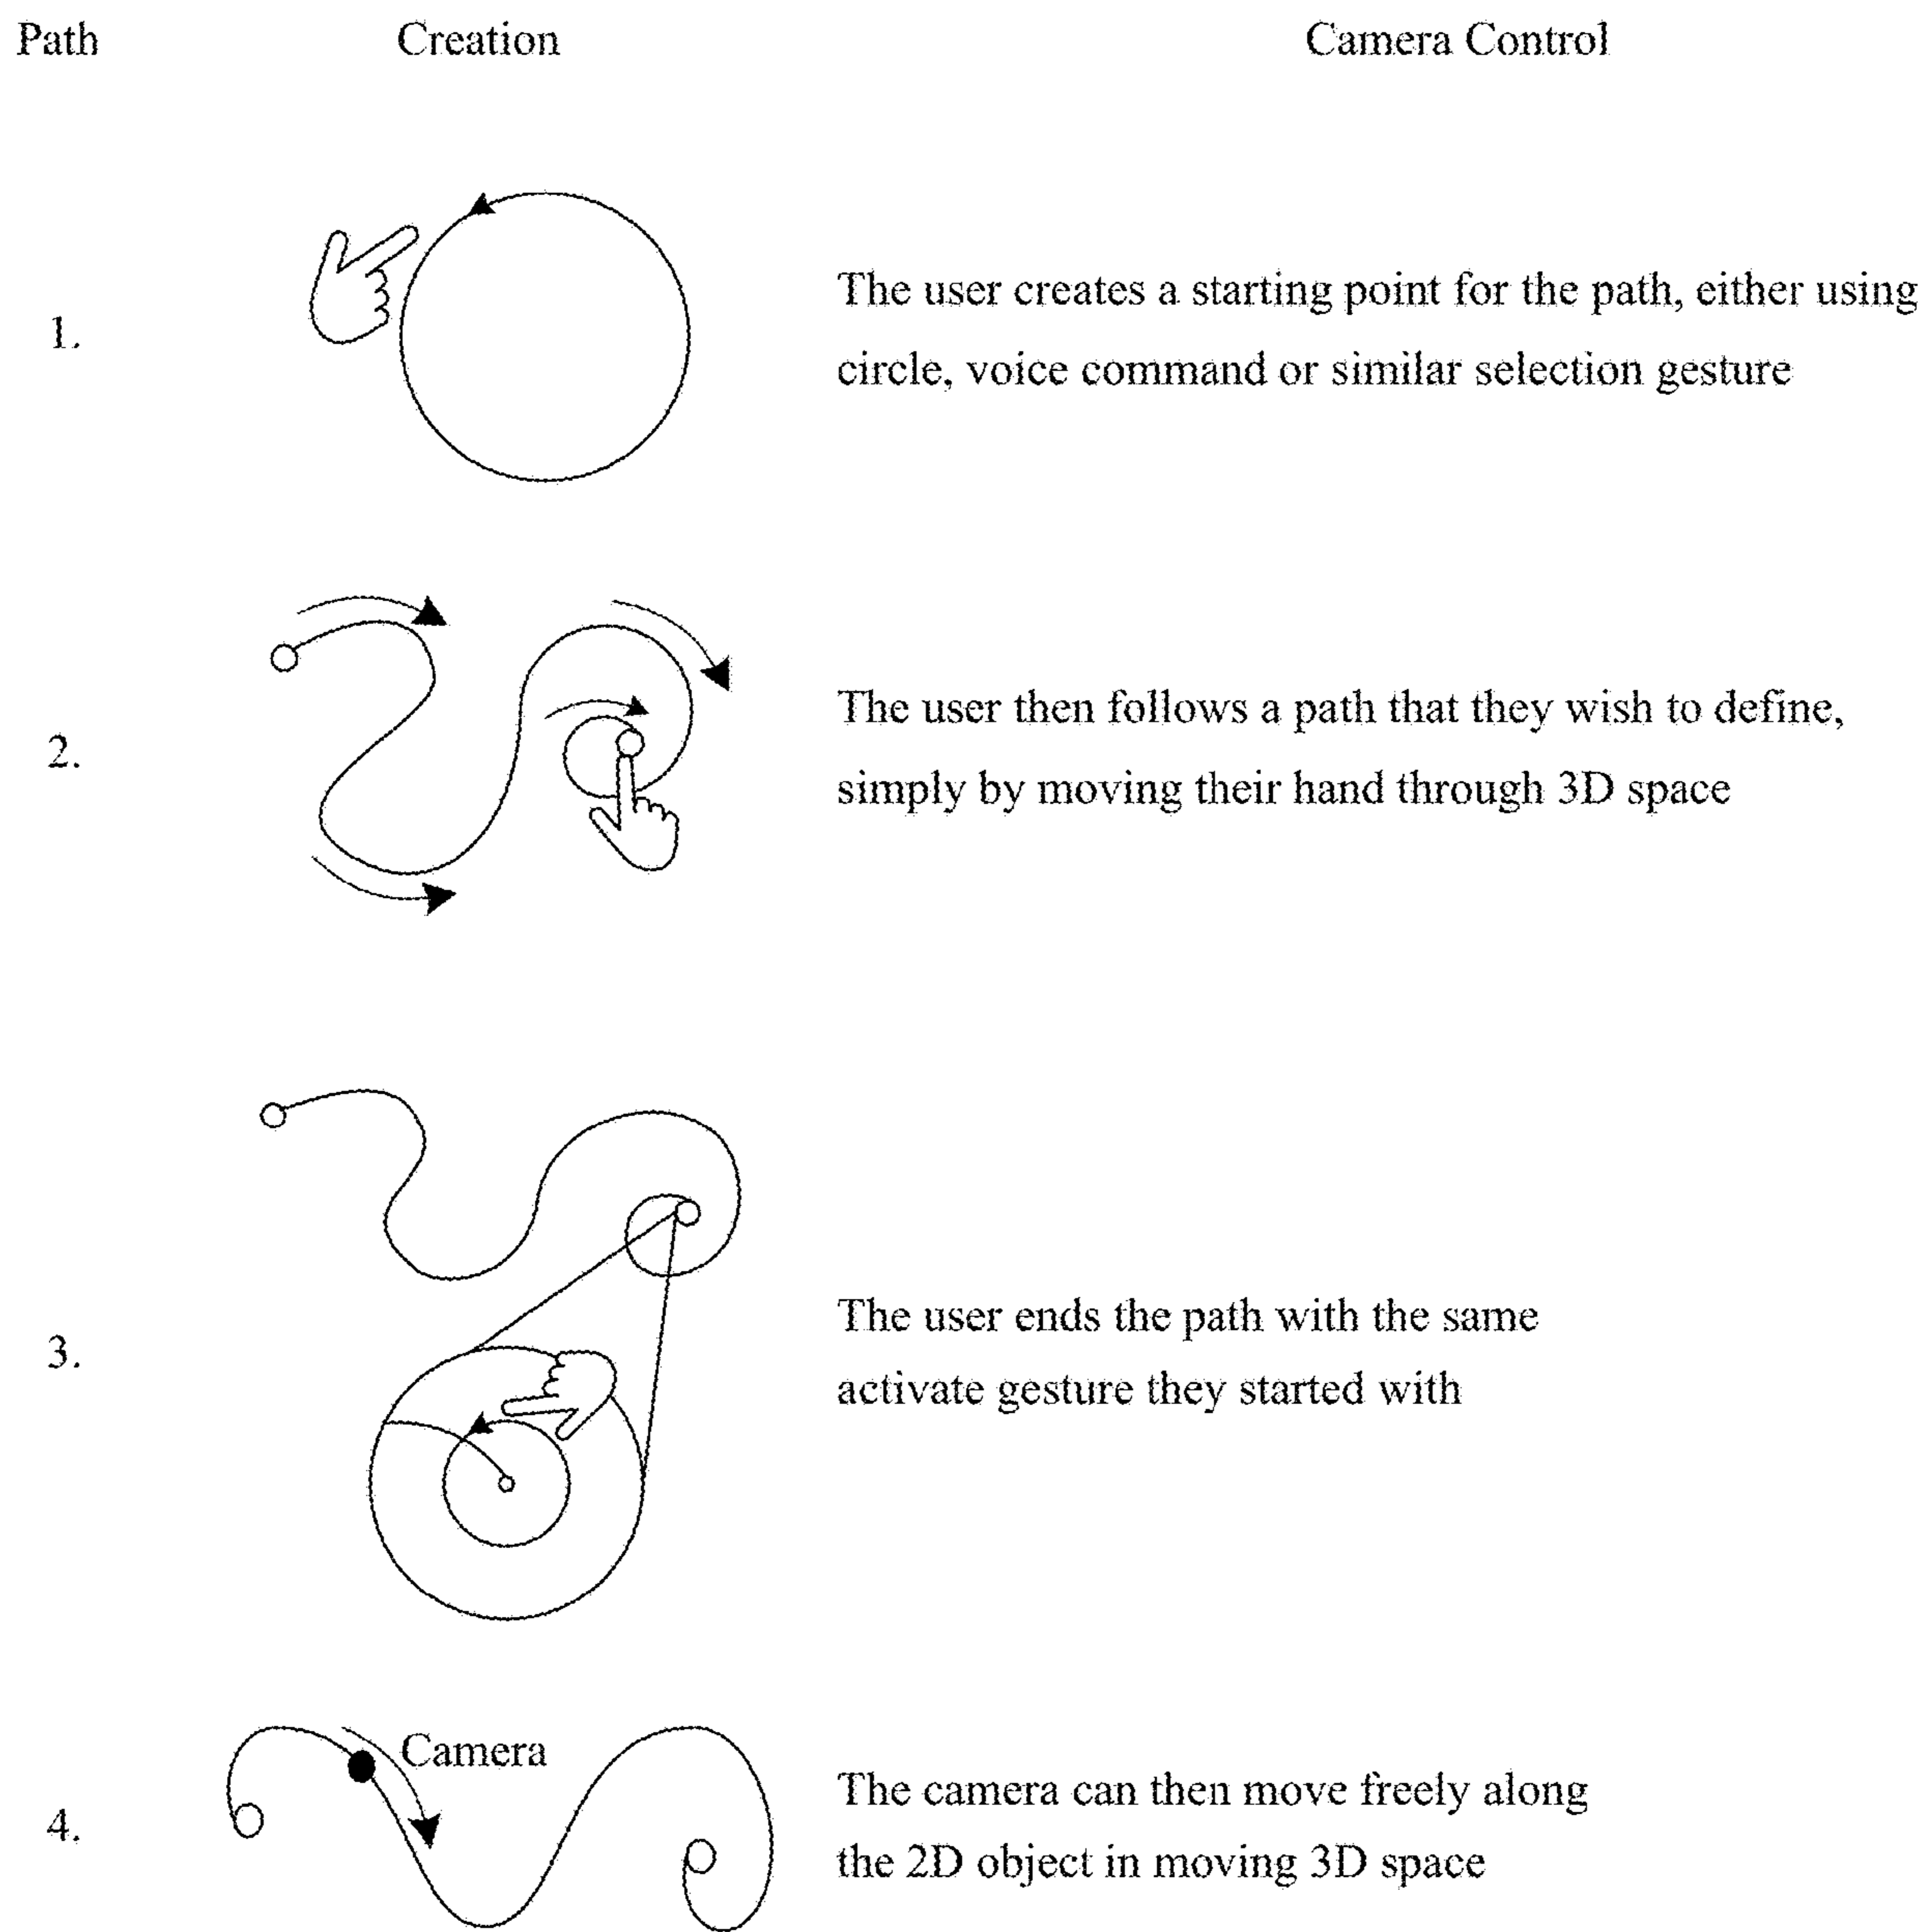 Path Creation Camera Control
1.
The user creates a starting point for the path, either using
circle, voice command or similar selection gesture
2.
The user then follows a path that they wish to define,
simply by moving their hand through 3D space
3.
The user ends the path with the same
activate gesture they started with
4.
Camera
The camera can then move freely along
the 2D object in moving 3D space